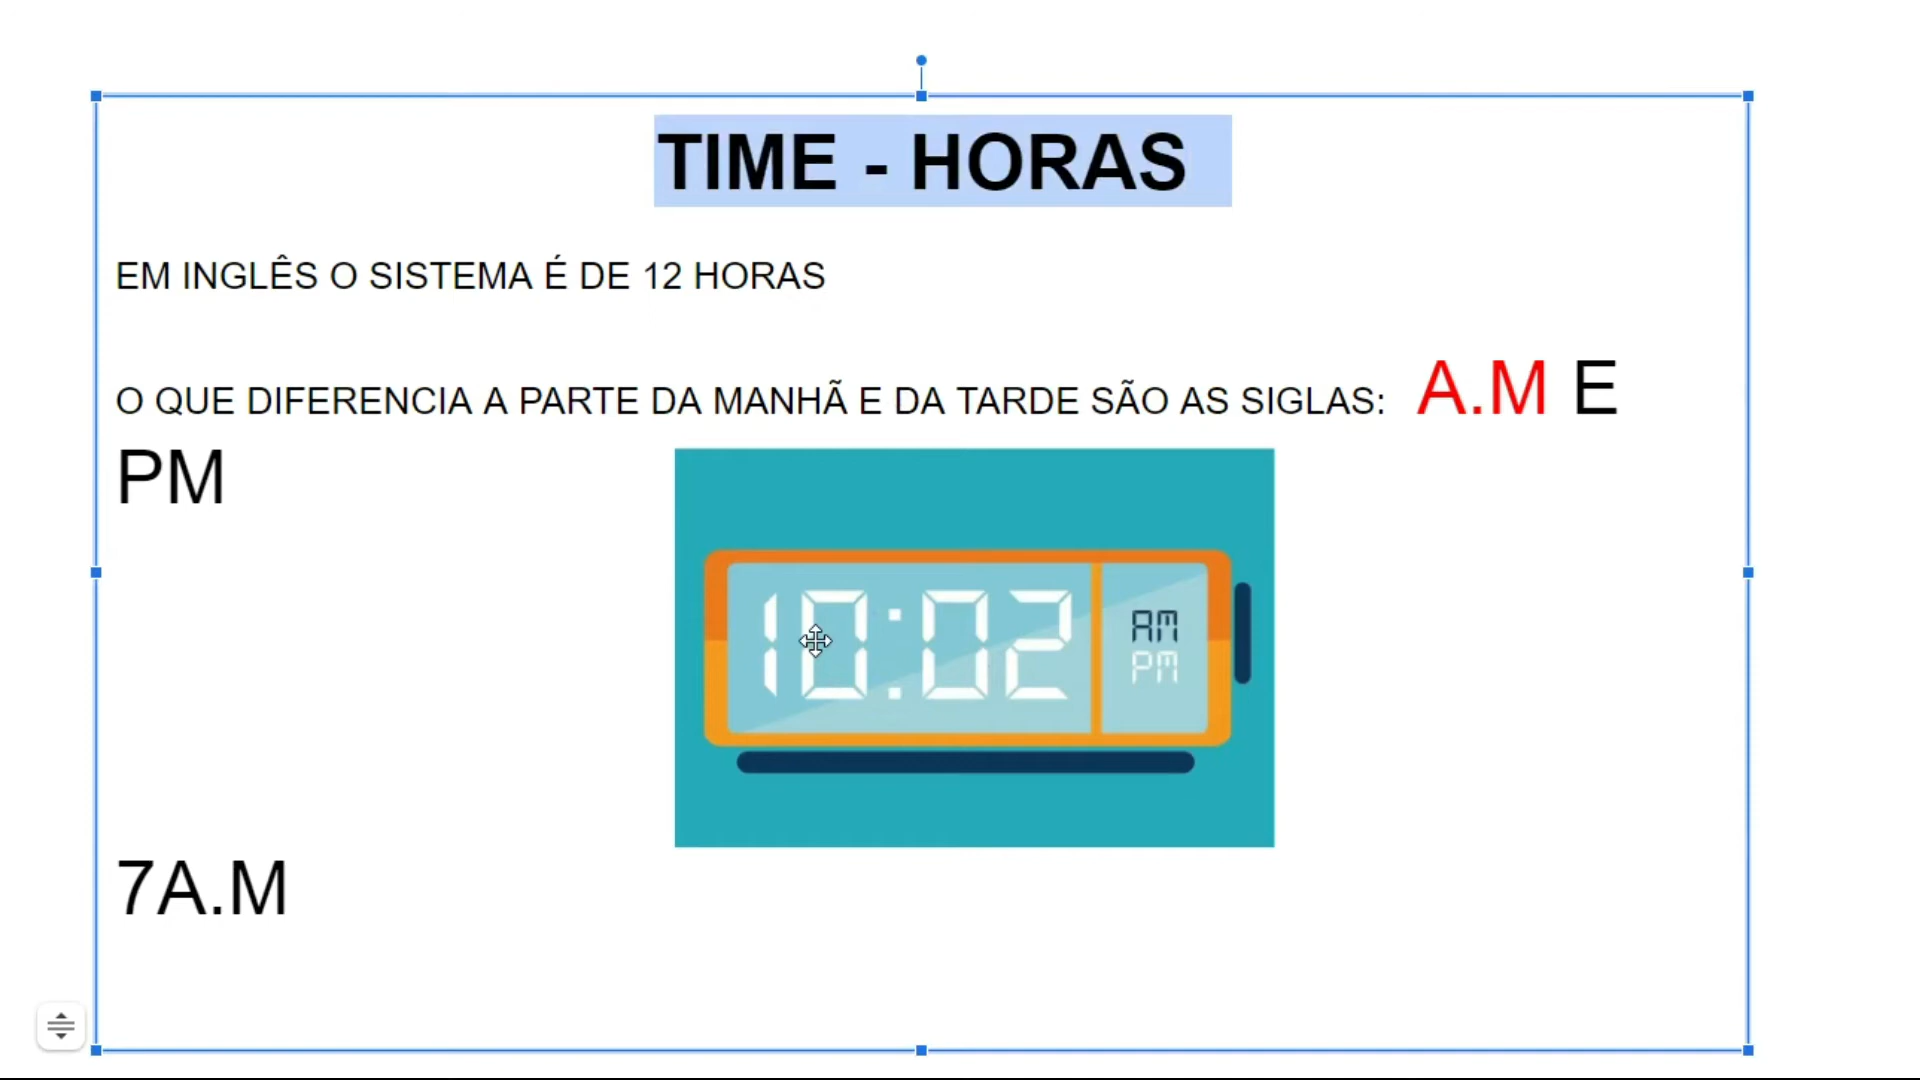 TIME - HORAS
EM INGLÊS O SISTEMA É DE 12 HORAS
O QUE DIFERENCIA A PARTE DA MANHÃ E DA TARDE SÃO AS SIGLAS: A.M E
PM
10:02
AM
PM
7A.M